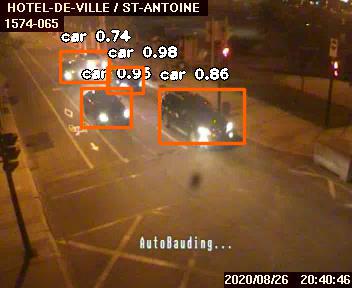 HOTEL-DE-VILLE / ST-ANTOINE
1574-065
car 0.74
car 0.98
car 0.95 car 0.86
AutoBauding...
2020/08/26 20:40:46